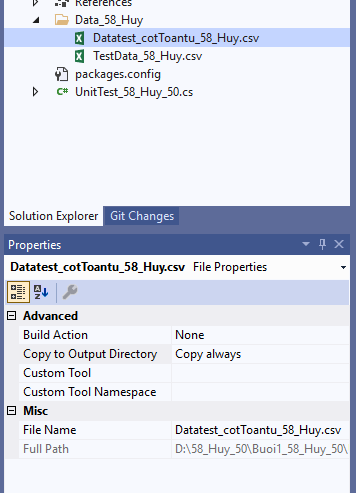 References
Data_58_Huy
Datatest_cotToantu_58_Huy.csv
TestData_58_Huy.csv
packages.config
C# UnitTest_58_Huy_50.cs
Solution Explorer Git Changes
Properties
Datatest_cotToantu_58_Huy.csv File Properties
Advanced
Build Action None
Copy to Output Directory Copy always
Custom Tool
Custom Tool Namespace
Misc
File Name Datatest_cotToantu_58_Huy.csv
Full Path D:\58_Huy_50\Buoi1_58_Huy_50\